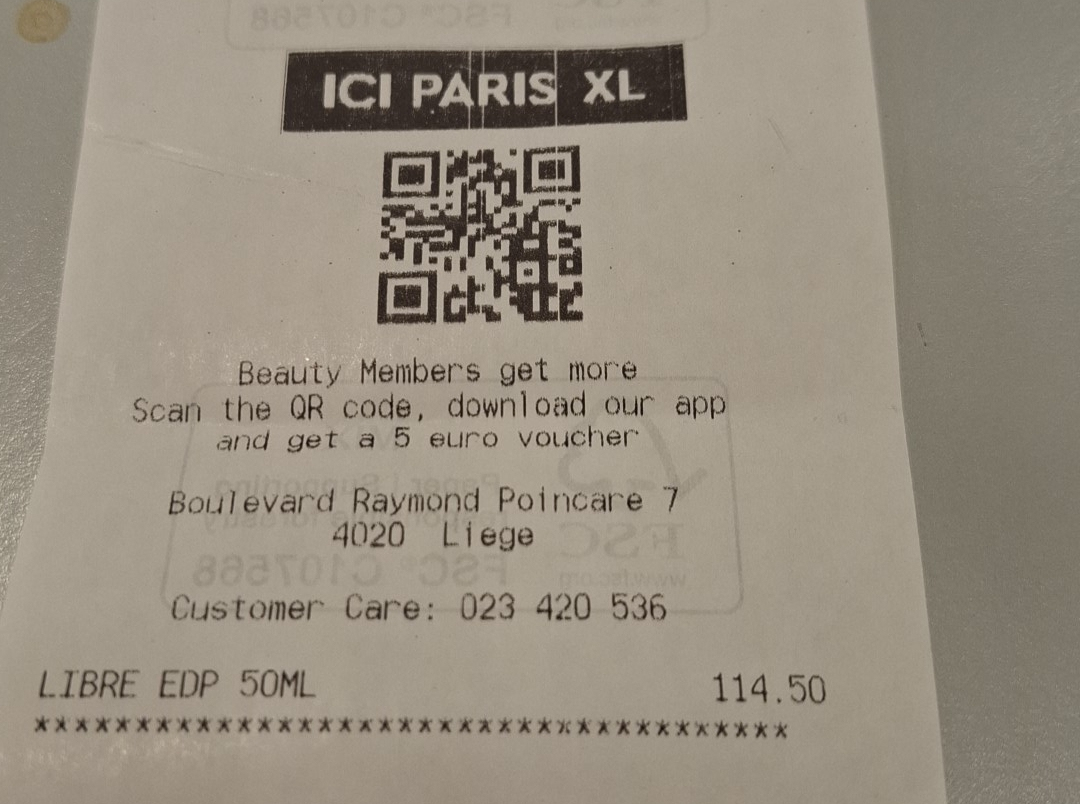 ICI PARIS XL
Beauty Members get more
Scan the QR code, download our app
and get a 5 euro voucher
Boulevard Raymond Poincare 7
4020 Liege
Customer Care: 023 420 536
LIBRE EDP 50ML 114.50
*************************************